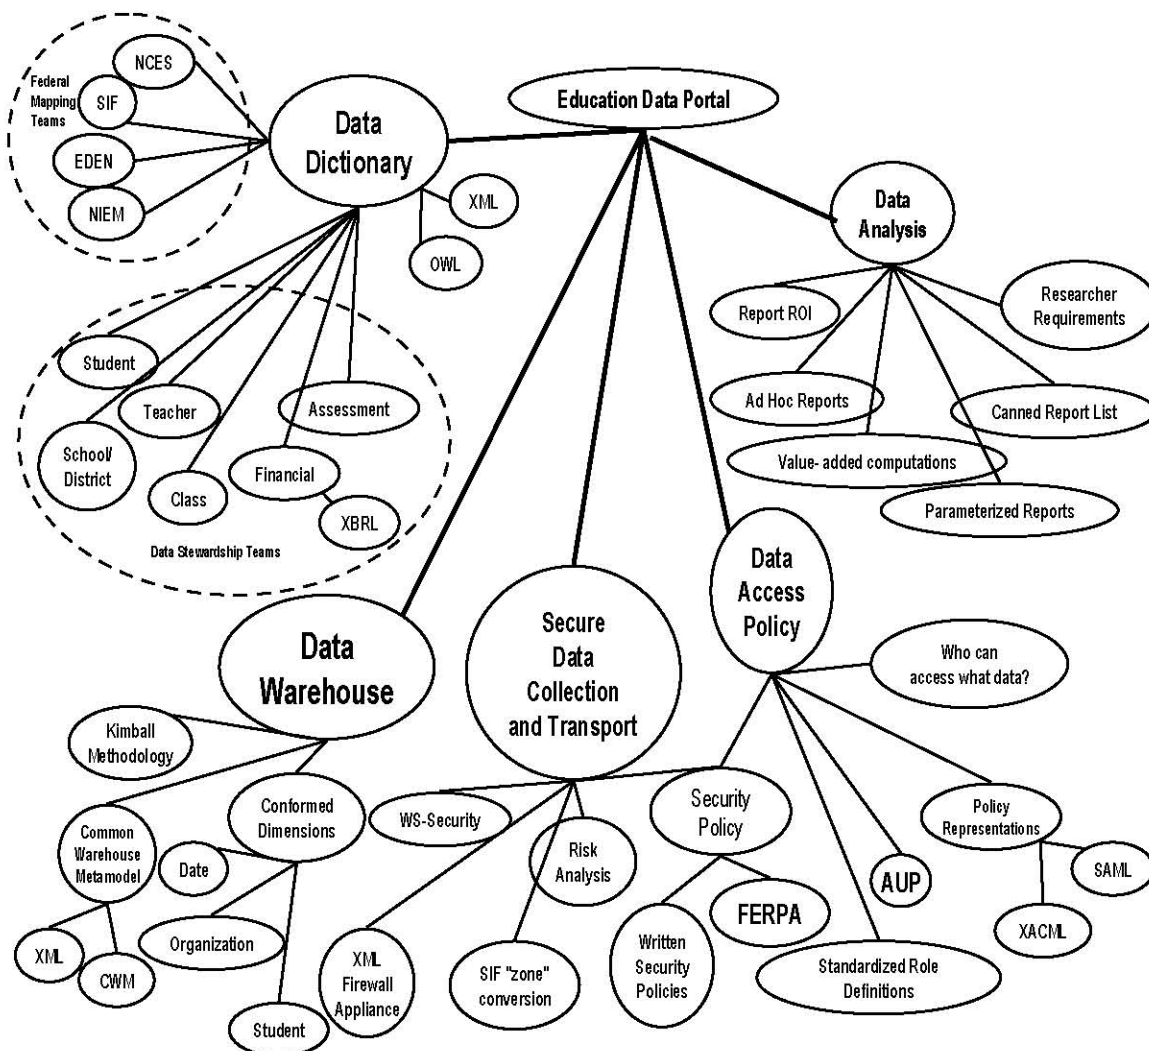 NCES
Federal
Mapping
Teams
SIF
EDEN
NIEM
Data
Dictionary
XML
OWL
Education Data Portal
Data
Analysis
Report ROI
Researcher
Requirements
Ad Hoc Reports
Canned Report List
Value- added computations
Parameterized Reports
Student
Teacher
Assessment
School/
District
Class
Financial
XBRL
Data Stewardship Teams
Data
Warehouse
Secure
Data
Collection
and Transport
Data
Access
Policy
Who can
access what data?
Kimball
Methodology
Common
Warehouse
Metamodel
Conformed
Dimensions
Date
XML
CWM
Organization
Student
WS-Security
XML
Firewall
Appliance
SIF "zone"
conversion
Risk
Analysis
Security
Policy
Written
Security
Policies
FERPA
AUP
Standardized Role
Definitions
Policy
Representations
SAML
XACML